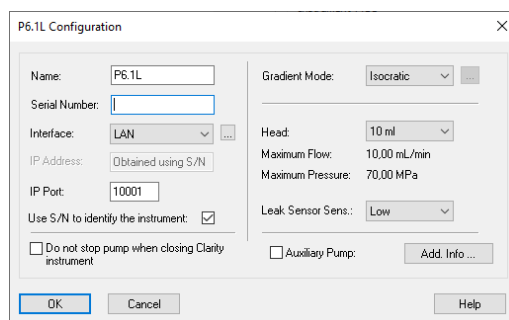 P6.1L Configuration
Name: P6.1L
Serial Number:
Interface: LAN ...
IP Address: Obtained using S/N
IP Port: 10001
Use S/N to identify the instrument:
Do not stop pump when closing Clarity
instrument
Gradient Mode: Isocratic ...
Head: 10 ml
Maximum Flow: 10,00 mL/min
Maximum Pressure: 70,00 MPa
Leak Sensor Sens.: Low
Auxiliary Pump: Add. Info ...
OK Cancel Help